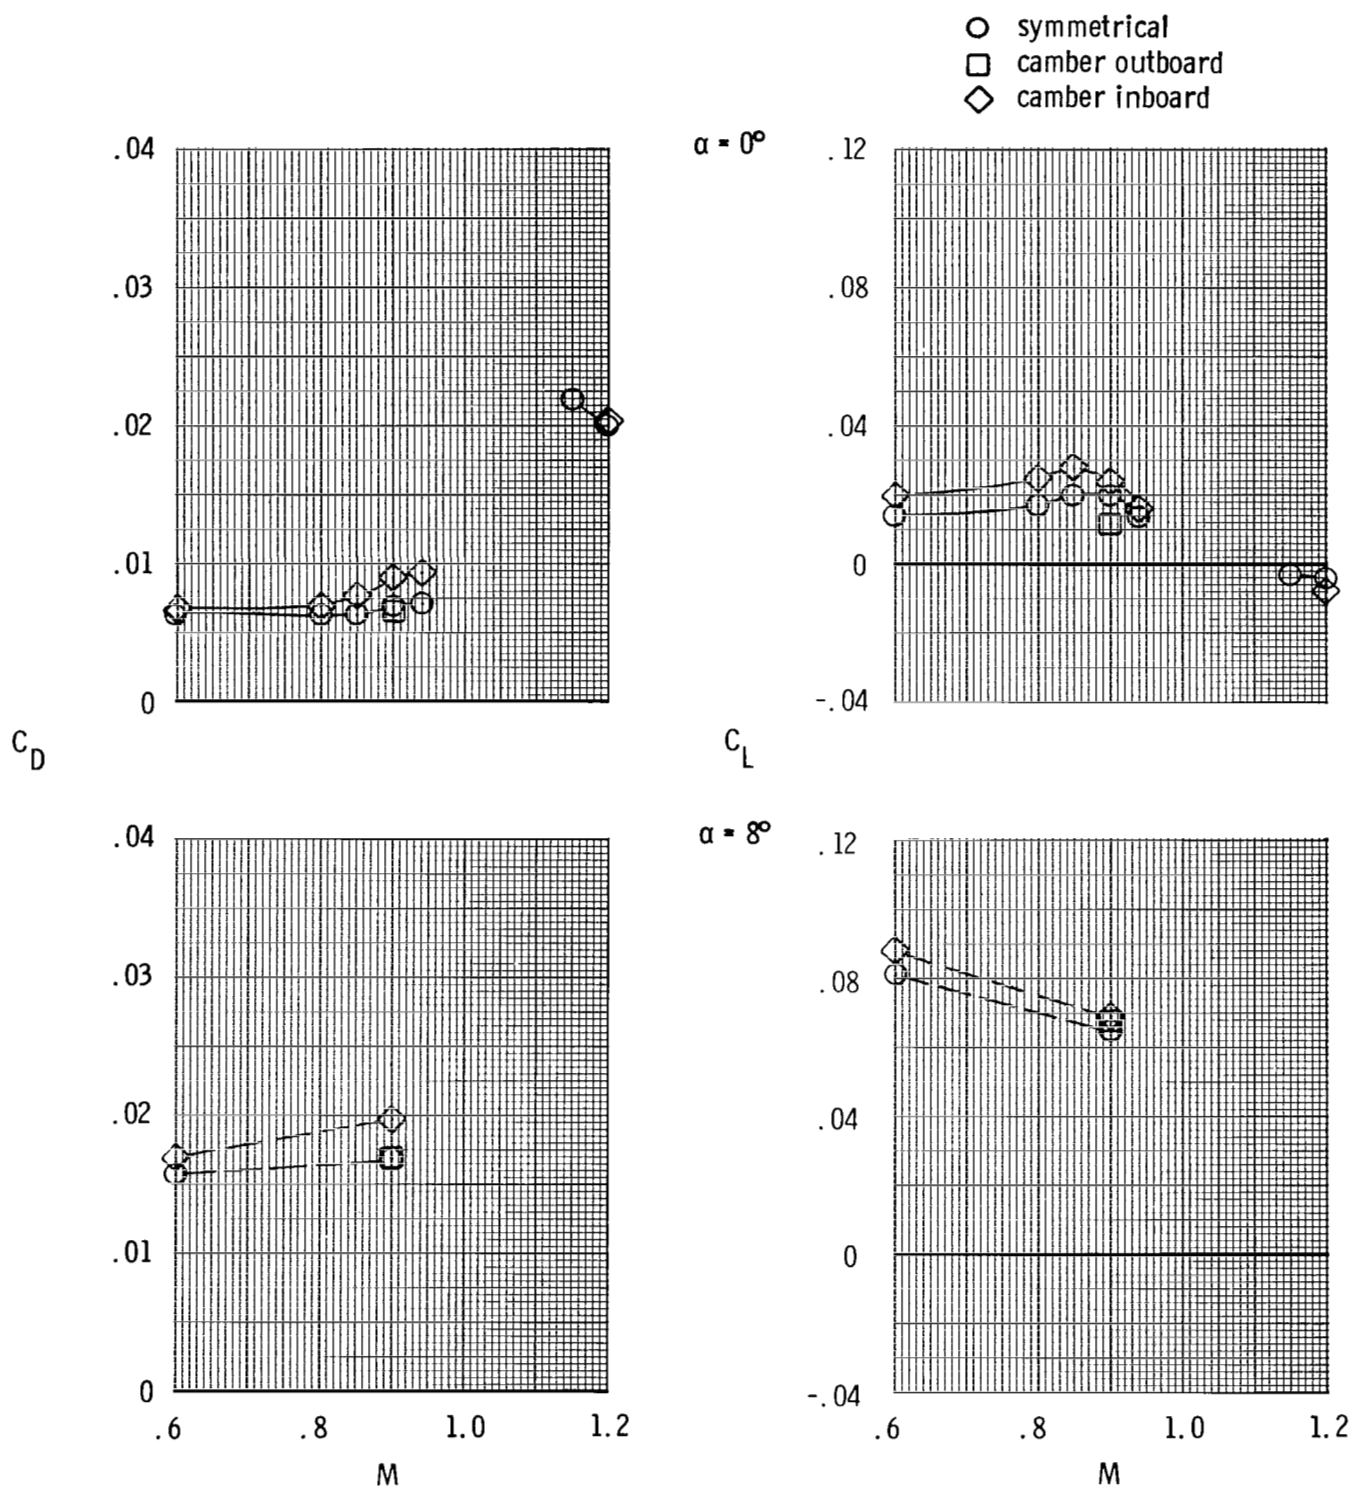 symmetrical
camber outboard
camber inboard
α = 0°
.04
.03
.02
.01
0
C_D
.12
.08
.04
0
-.04
C_L
α = 8°
.04
.03
.02
.01
0
.6 .8 1.0 1.2
M
.12
.08
.04
0
-.04
.6 .8 1.0 1.2
M